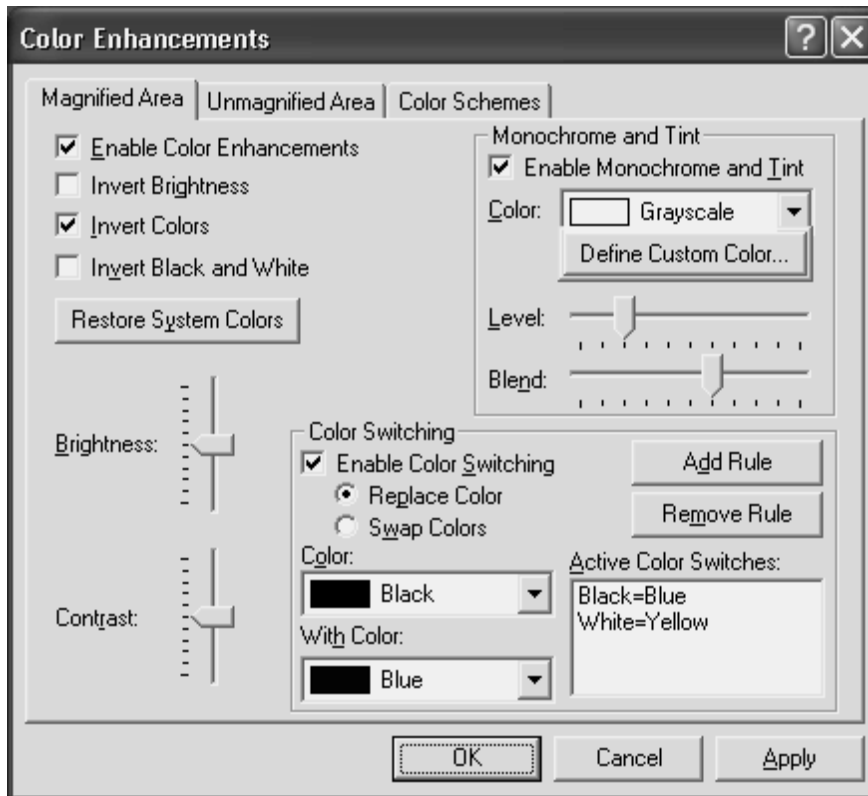 Color Enhancements
Magnified Area
Unmagnified Area
Color Schemes
Enable Color Enhancements
Invert Brightness
Invert Colors
Invert Black and White
Restore System Colors
Monochrome and Tint
Enable Monochrome and Tint
Color:
Grayscale
Define Custom Color...
Level:
Blend:
Brightness:
Contrast:
Color Switching
Enable Color Switching
Replace Color
Swap Colors
Add Rule
Remove Rule
Color:
Black
With Color:
Blue
Active Color Switches:
Black=Blue
White=Yellow
OK
Cancel
Apply